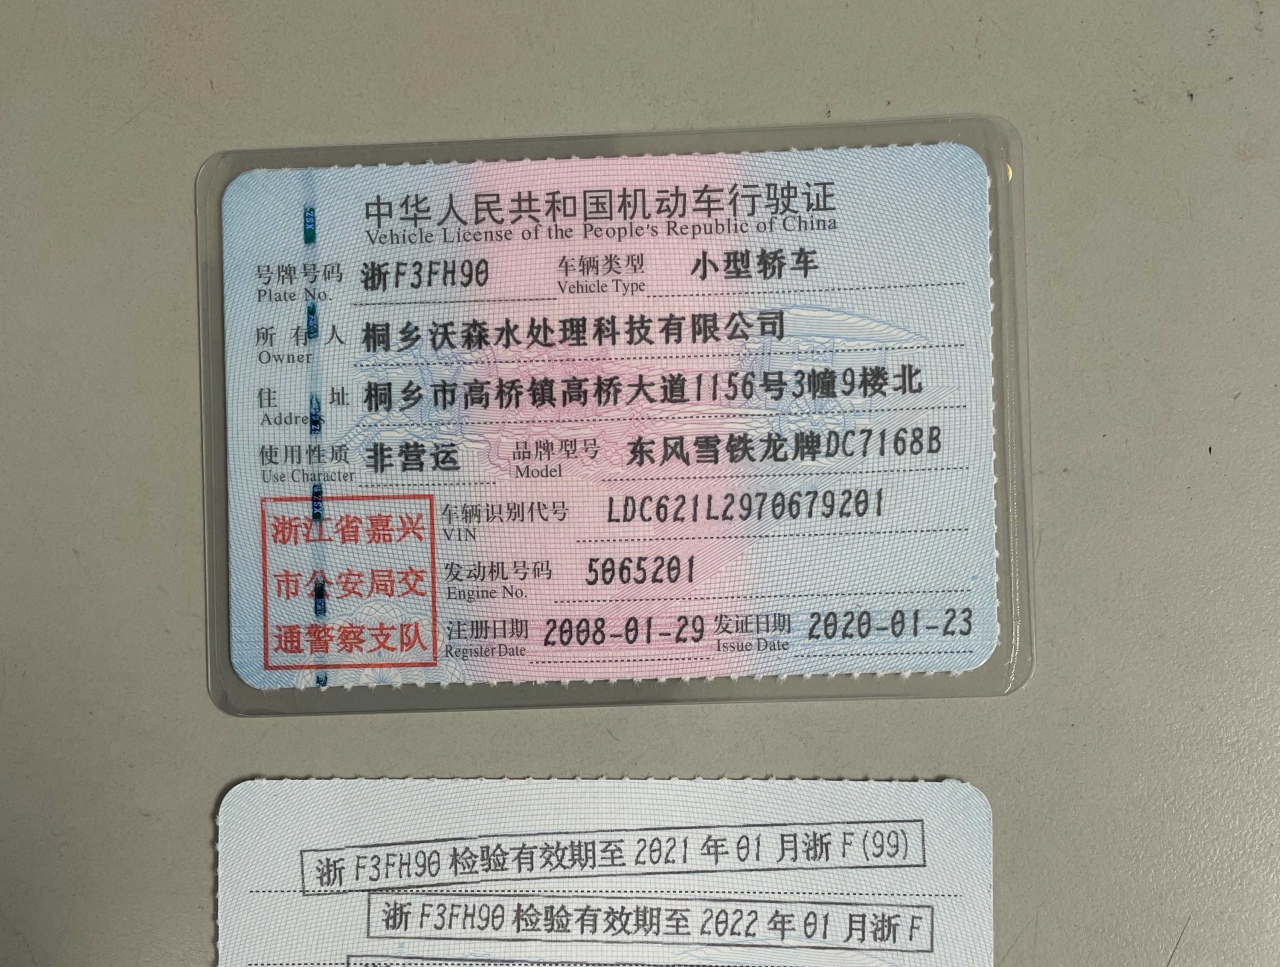 中华人民共和国机动车行驶证
Vehicle License of the People's Republic of China
号牌号码 浙F3FH90 车辆类型 小型轿车
Plate No. Vehicle Type
所有人 桐乡沃森水处理科技有限公司
Owner
住址 桐乡市高桥镇高桥大道1156号3幢9楼北
Address
使用性质 非营运 品牌型号 东风雪铁龙牌DC7168B
Use Character Model
浙江省嘉兴
市公安局交
通警察支队
车辆识别代号 LDC621L2970679201
VIN
发动机号码 5065201
Engine No.
注册日期 2008-01-29 发证日期 2020-01-23
Register Date Issue Date
浙F3FH90检验有效期至2021年01月浙F(99)
浙F3FH90检验有效期至2022年01月浙F